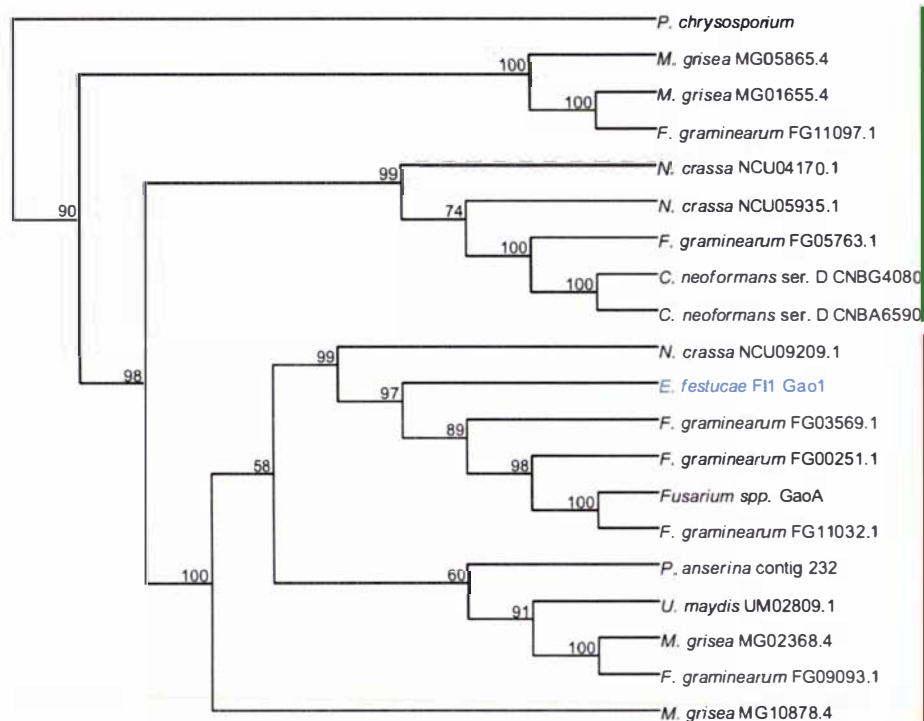 P. chrysosporium
M. grisea MG05865.4
100
M. grisea MG01655.4
100
F. graminearum FG11097.1
N. crassa NCU04170.1
99
N. crassa NCU05935.1
90
74
F. graminearum FG05763.1
100
C. neoformans ser. D CNBG4080
100
C. neoformans ser. D CNBA6590
N. crassa NCU09209.1
99
98
E. festucae Fl1 Gao1
97
F. graminearum FG03569.1
89
F. graminearum FG00251.1
58
98
Fusarium spp. GaoA
100
F. graminearum FG11032.1
P. anserina contig 232
100
60
U. maydis UM02809.1
91
M. grisea MG02368.4
100
F. graminearum FG09093.1
M. grisea MG10878.4